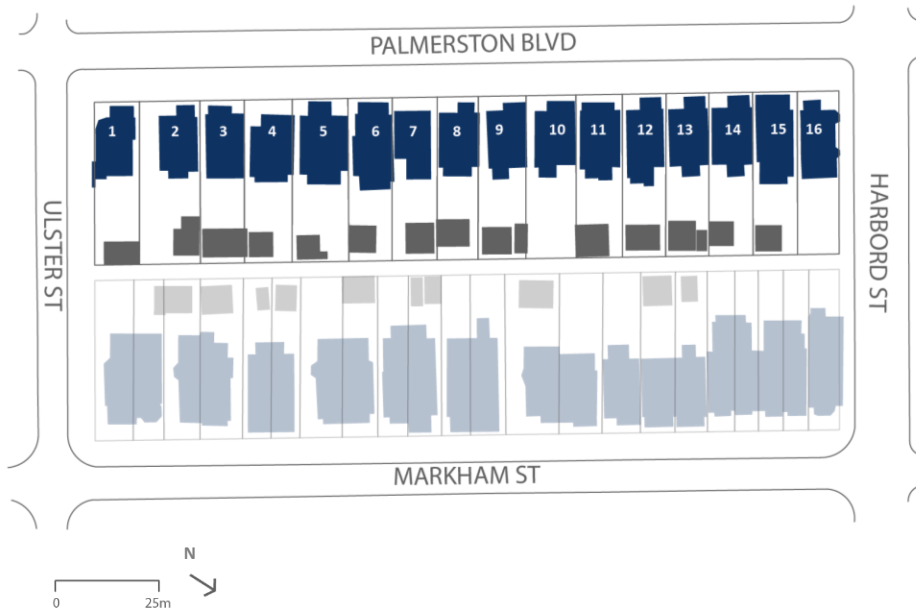 PALMERSTON BLVD
1 2 3 4 5 6 7 8 9 10 11 12 13 14 15 16
ULSTER ST
HARBORD ST
MARKHAM ST
N
0 25m